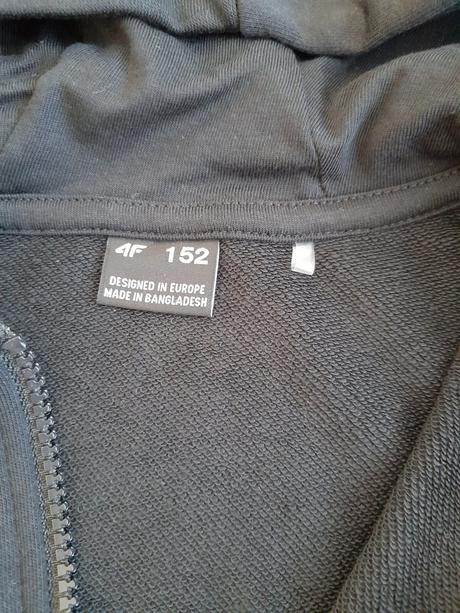 4F 152
DESIGNED IN EUROPE
MADE IN BANGLADESH